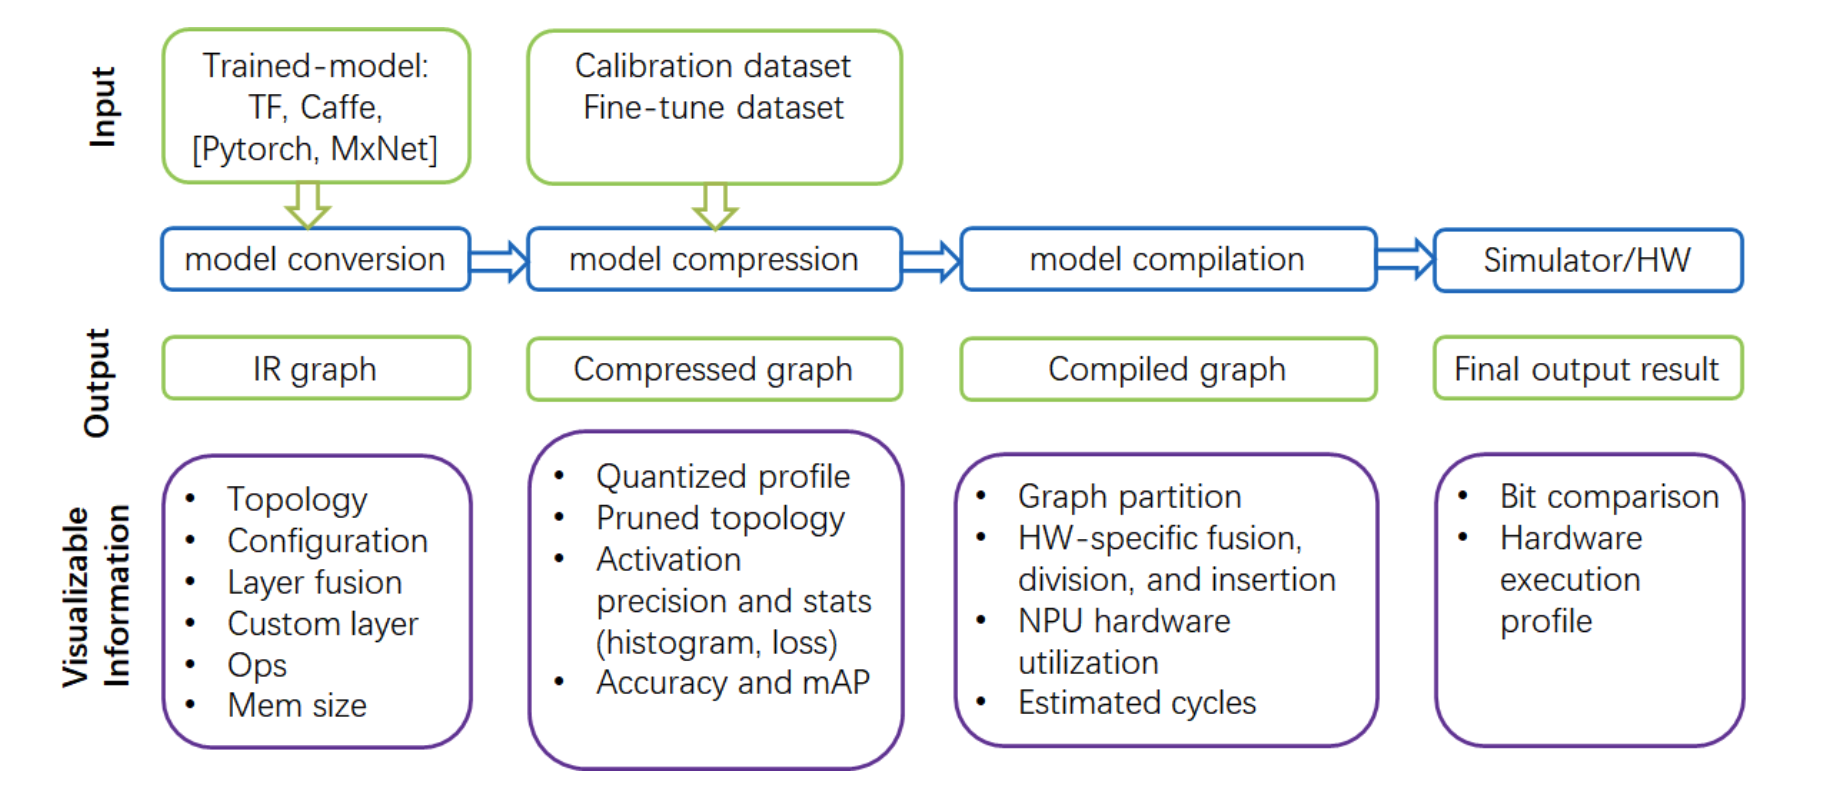 Input
Trained-model:
TF, Caffe,
[Pytorch, MxNet]
Calibration dataset
Fine-tune dataset
model conversion
model compression
model compilation
Simulator/HW
Output
IR graph
Compressed graph
Compiled graph
Final output result
Visualizable
Information
• Topology
• Configuration
• Layer fusion
• Custom layer
• Ops
• Mem size
• Quantized profile
• Pruned topology
• Activation
precision and stats
(histogram, loss)
• Accuracy and mAP
• Graph partition
• HW-specific fusion,
division, and insertion
• NPU hardware
utilization
• Estimated cycles
• Bit comparison
• Hardware
execution
profile